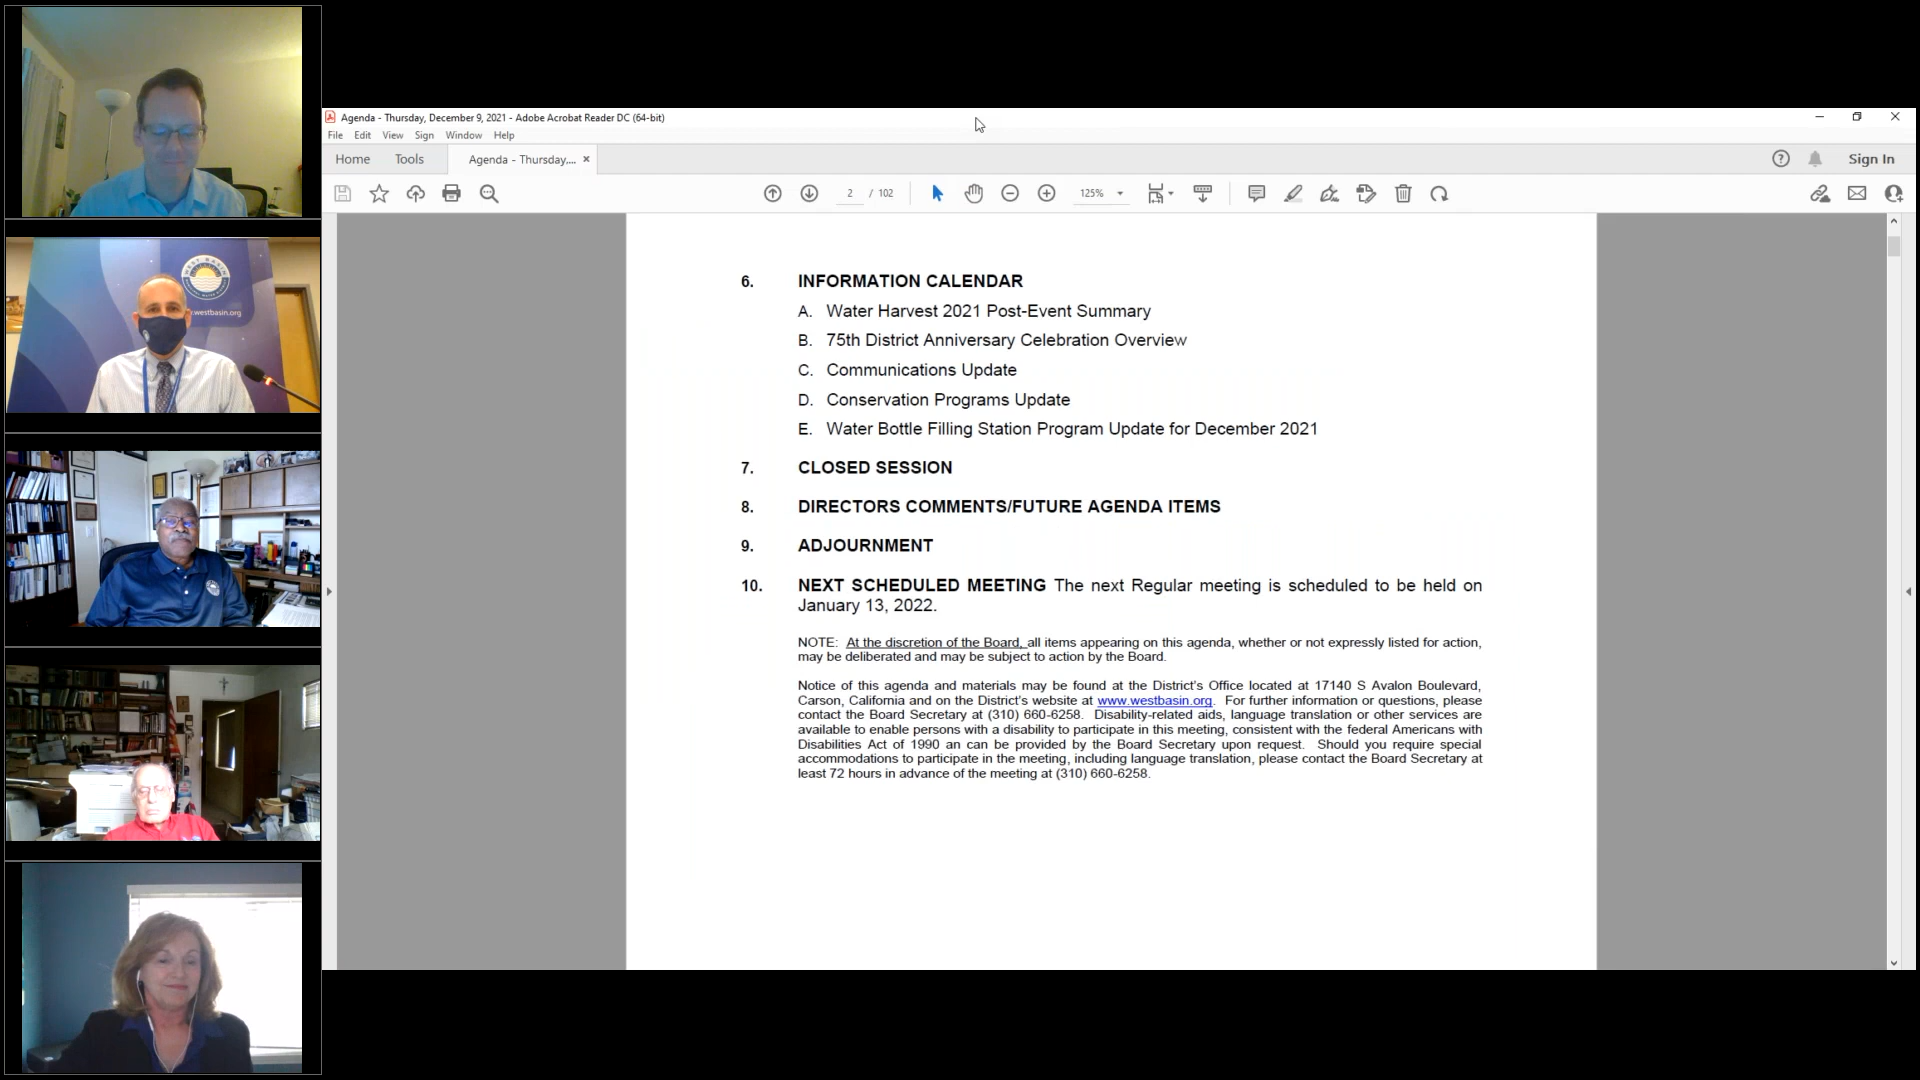 Agenda - Thursday, December 9, 2021 - Adobe Acrobat Reader DC (64-bit)
File Edit View Sign Window Help
Home Tools Agenda - Thursday,... × Sign In
2 / 102 125%
6. INFORMATION CALENDAR
A. Water Harvest 2021 Post-Event Summary
B. 75th District Anniversary Celebration Overview
C. Communications Update
D. Conservation Programs Update
E. Water Bottle Filling Station Program Update for December 2021
7. CLOSED SESSION
8. DIRECTORS COMMENTS/FUTURE AGENDA ITEMS
9. ADJOURNMENT
10. NEXT SCHEDULED MEETING The next Regular meeting is scheduled to be held on
January 13, 2022.
NOTE: At the discretion of the Board, all items appearing on this agenda, whether or not expressly listed for action,
may be deliberated and may be subject to action by the Board.
Notice of this agenda and materials may be found at the District's Office located at 17140 S Avalon Boulevard,
Carson, California and on the District's website at www.westbasin.org. For further information or questions, please
contact the Board Secretary at (310) 660-6258. Disability-related aids, language translation or other services are
available to enable persons with a disability to participate in this meeting, consistent with the federal Americans with
Disabilities Act of 1990 an can be provided by the Board Secretary upon request. Should you require special
accommodations to participate in the meeting, including language translation, please contact the Board Secretary at
least 72 hours in advance of the meeting at (310) 660-6258.
WEST BASIN
westbasin.org